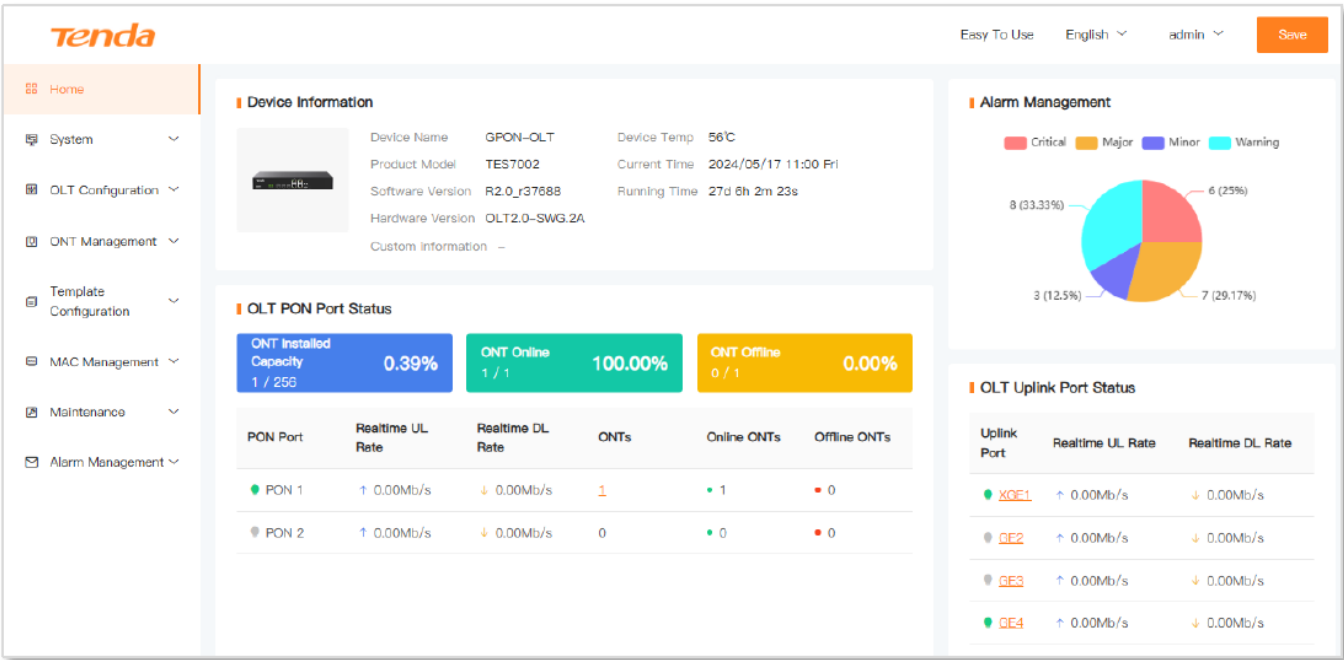 Tenda
Easy To Use English admin Save
Home
System
OLT Configuration
ONT Management
Template
Configuration
MAC Management
Maintenance
Alarm Management
Device Information
Device Name GPON-OLT Device Temp 56℃
Product Model TES7002 Current Time 2024/05/17 11:00 Fri
Software Version R2.0_r37688 Running Time 27d 6h 2m 23s
Hardware Version OLT2.0-SWG.2A
Custom Information –
OLT PON Port Status
ONT Installed
Capacity
1 / 256
0.39%
ONT Online
1 / 1
100.00%
ONT Offline
0 / 1
0.00%
PON Port Realtime UL Rate Realtime DL Rate ONTs Online ONTs Offline ONTs
PON 1 ↑ 0.00Mb/s ↓ 0.00Mb/s 1 1 0
PON 2 ↑ 0.00Mb/s ↓ 0.00Mb/s 0 0 0
Alarm Management
Critical Major Minor Warning
6 (25%)
8 (33.33%)
3 (12.5%)
7 (29.17%)
OLT Uplink Port Status
Uplink Port Realtime UL Rate Realtime DL Rate
XGE1 ↑ 0.00Mb/s ↓ 0.00Mb/s
GE2 ↑ 0.00Mb/s ↓ 0.00Mb/s
GE3 ↑ 0.00Mb/s ↓ 0.00Mb/s
GE4 ↑ 0.00Mb/s ↓ 0.00Mb/s